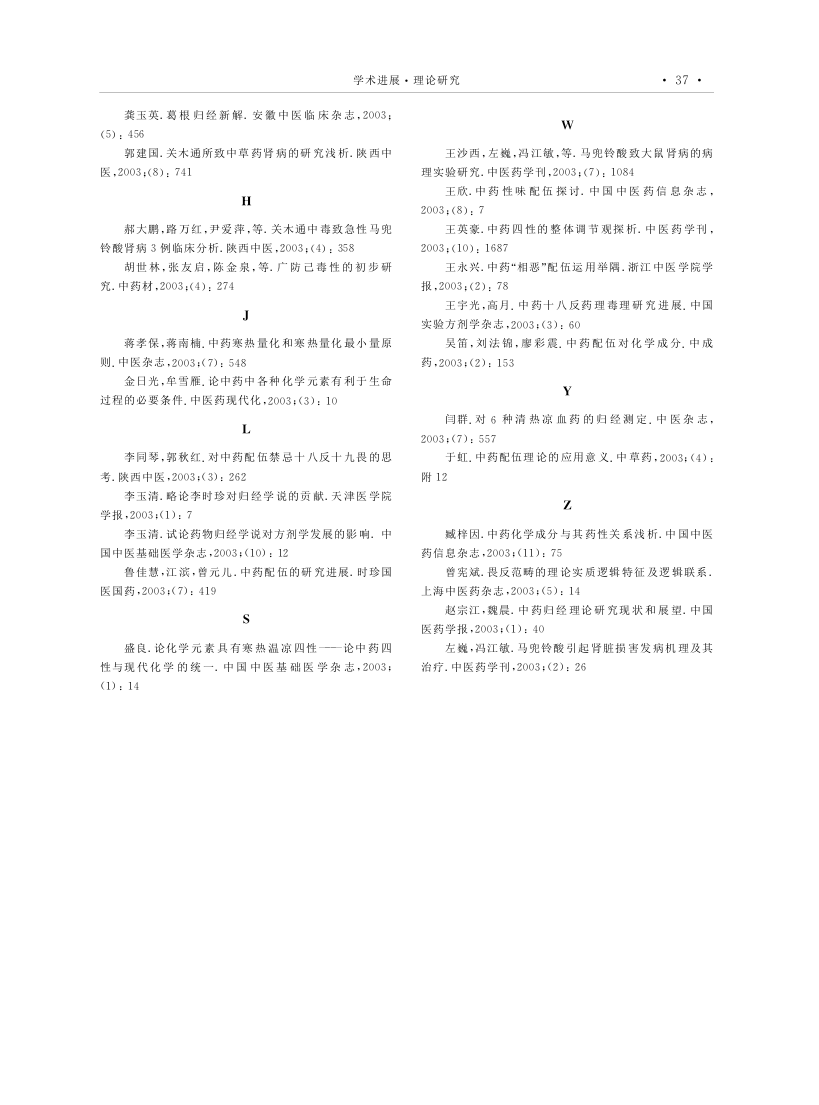 学术进展·理论研究
· 37 ·
龚玉英. 葛根归经新解. 安徽中医临床杂志,2003;
(5): 456
郭建国. 关木通所致中草药肾病的研究浅析. 陕西中
医,2003;(8): 741
H
郝大鹏,路万红,尹爱萍,等. 关木通中毒致急性马兜
铃酸肾病 3 例临床分析. 陕西中医,2003;(4): 358
胡世林,张友启,陈金泉,等. 广防己毒性的初步研
究. 中药材,2003;(4): 274
J
蒋孝保,蒋南楠. 中药寒热量化和寒热量化最小量原
则. 中医杂志,2003;(7): 548
金日光,牟雪雁. 论中药中各种化学元素有利于生命
过程的必要条件. 中医药现代化,2003;(3): 10
L
李同琴,郭秋红. 对中药配伍禁忌十八反十九畏的思
考. 陕西中医,2003;(3): 262
李玉清. 略论李时珍对归经学说的贡献. 天津医学院
学报,2003;(1): 7
李玉清. 试论药物归经学说对方剂学发展的影响. 中
国中医基础医学杂志,2003;(10): 12
鲁佳慧,江滨,曾元儿. 中药配伍的研究进展. 时珍国
医国药,2003;(7): 419
S
盛良. 论化学元素具有寒热温凉四性——论中药四
性与现代化学的统一. 中国中医基础医学杂志,2003;
(1): 14
W
王沙西,左巍,冯江敏,等. 马兜铃酸致大鼠肾病的病
理实验研究. 中医药学刊,2003;(7): 1084
王欣. 中药性味配伍探讨. 中国中医药信息杂志,
2003;(8): 7
王英豪. 中药四性的整体调节观探析. 中医药学刊,
2003;(10): 1687
王永兴. 中药“相恶”配伍运用举隅. 浙江中医学院学
报,2003;(2): 78
王宇光,高月. 中药十八反药理毒理研究进展. 中国
实验方剂学杂志,2003;(3): 60
吴笛,刘法锦,廖彩震. 中药配伍对化学成分. 中成
药,2003;(2): 153
Y
闫群. 对 6 种清热凉血药的归经测定. 中医杂志,
2003;(7): 557
于虹. 中药配伍理论的应用意义. 中草药,2003;(4):
附 12
Z
臧梓因. 中药化学成分与其药性关系浅析. 中国中医
药信息杂志,2003;(11): 75
曾宪斌. 畏反范畴的理论实质逻辑特征及逻辑联系.
上海中医药杂志,2003;(5): 14
赵宗江,魏晨. 中药归经理论研究现状和展望. 中国
医药学报,2003;(1): 40
左巍,冯江敏. 马兜铃酸引起肾脏损害发病机理及其
治疗. 中医药学刊,2003;(2): 26